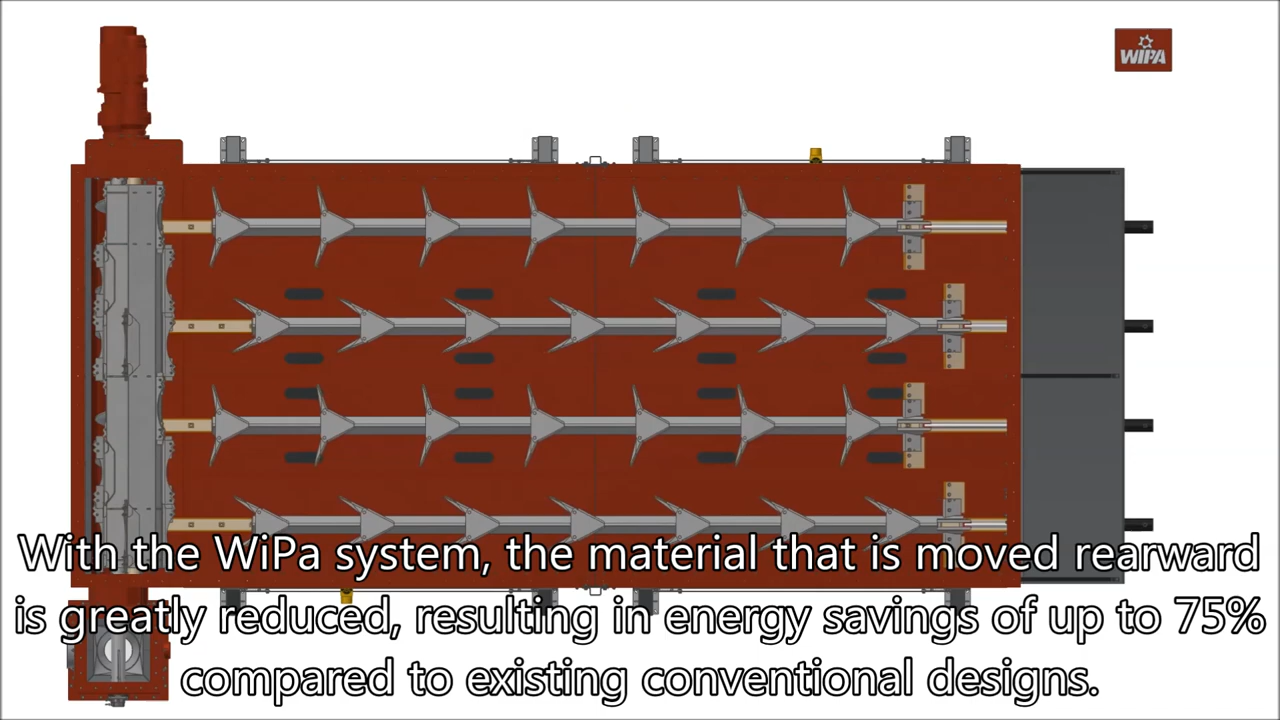 WIPA
With the WiPa system, the material that is moved rearward
is greatly reduced, resulting in energy savings of up to 75%
compared to existing conventional designs.